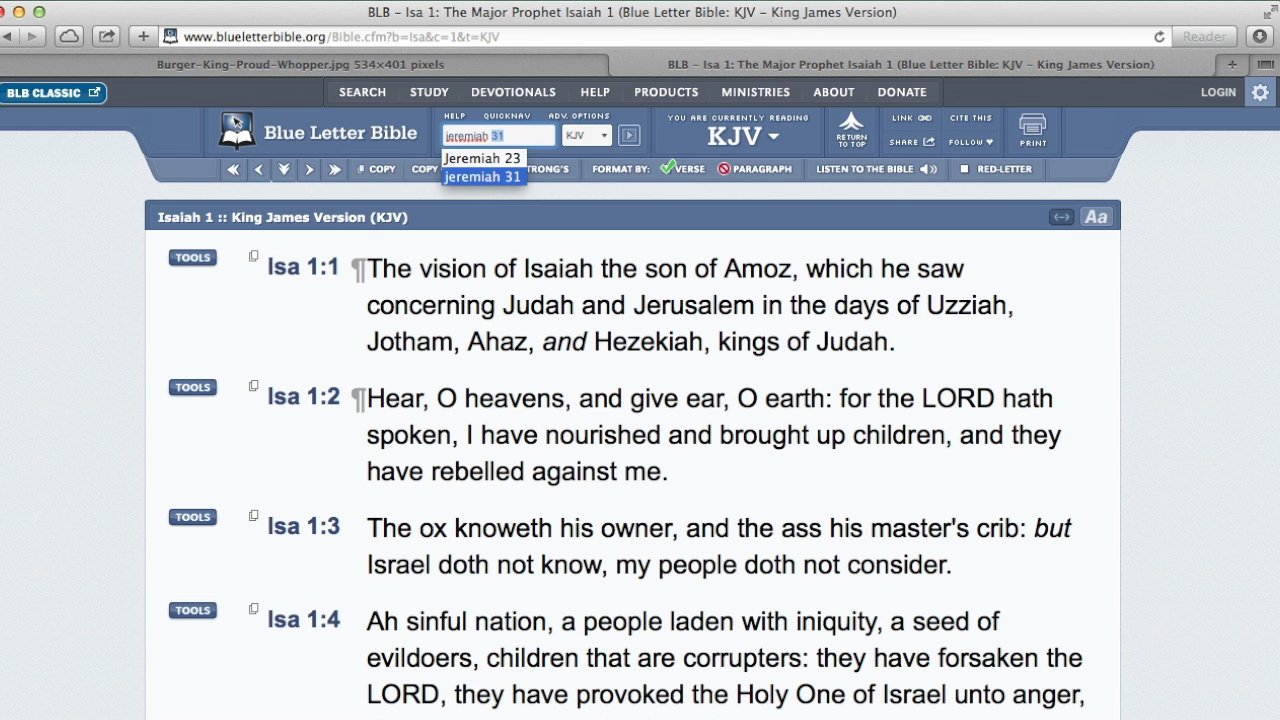 BLB – Isa 1: The Major Prophet Isaiah 1 (Blue Letter Bible: KJV – King James Version)
www.blueletterbible.org/Bible.cfm?b=Isa&c=1&t=KJV
Reader
Burger-King-Proud-Whopper.jpg 534×401 pixels
BLB – Isa 1: The Major Prophet Isaiah 1 (Blue Letter Bible: KJV – King James Version)
BLB CLASSIC
SEARCH STUDY DEVOTIONALS HELP PRODUCTS MINISTRIES ABOUT DONATE
LOGIN
Blue Letter Bible
HELP QUICKNAV ADV. OPTIONS
jeremiah 31
KJV
Jeremiah 23
jeremiah 31
YOU ARE CURRENTLY READING
KJV
RETURN
TO TOP
LINK CITE THIS
SHARE FOLLOW
PRINT
COPY COPY RONG'S FORMAT BY: VERSE PARAGRAPH LISTEN TO THE BIBLE RED-LETTER
Isaiah 1 :: King James Version (KJV)
Aa
TOOLS Isa 1:1 ¶The vision of Isaiah the son of Amoz, which he saw
concerning Judah and Jerusalem in the days of Uzziah,
Jotham, Ahaz, and Hezekiah, kings of Judah.
TOOLS Isa 1:2 ¶Hear, O heavens, and give ear, O earth: for the LORD hath
spoken, I have nourished and brought up children, and they
have rebelled against me.
TOOLS Isa 1:3 The ox knoweth his owner, and the ass his master's crib: but
Israel doth not know, my people doth not consider.
TOOLS Isa 1:4 Ah sinful nation, a people laden with iniquity, a seed of
evildoers, children that are corrupters: they have forsaken the
LORD, they have provoked the Holy One of Israel unto anger,